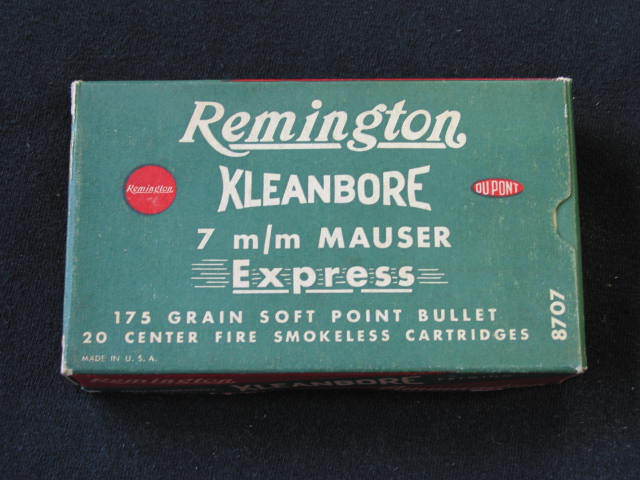 Remington
KLEANBORE
Remington
DU PONT
7 m/m MAUSER
Express
175 GRAIN SOFT POINT BULLET
20 CENTER FIRE SMOKELESS CARTRIDGES
MADE IN U. S. A.
8707
Remington KLEANBORE